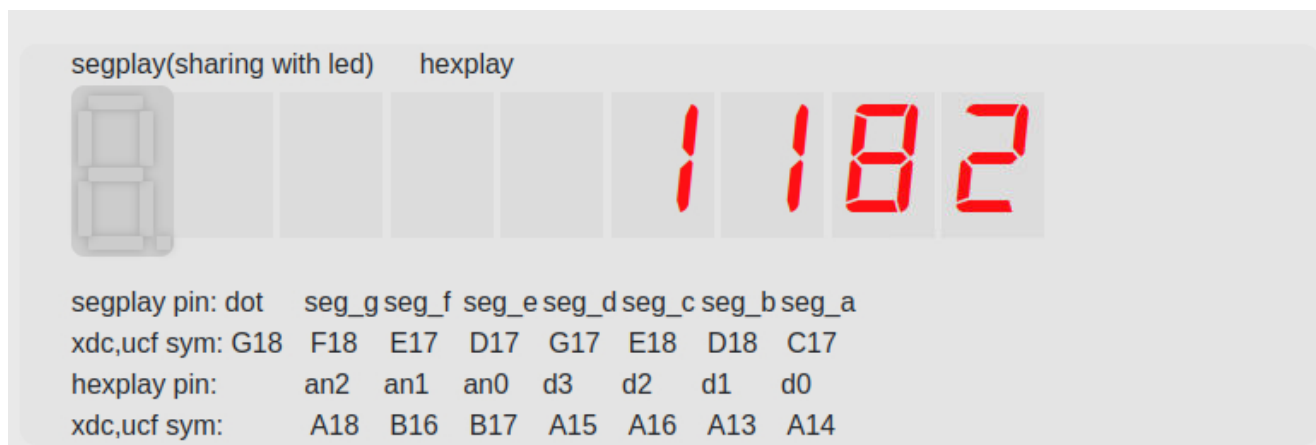 segplay(sharing with led) hexplay
1182
segplay pin: dot seg_g seg_f seg_e seg_d seg_c seg_b seg_a
xdc,ucf sym: G18 F18 E17 D17 G17 E18 D18 C17
hexplay pin: an2 an1 an0 d3 d2 d1 d0
xdc,ucf sym: A18 B16 B17 A15 A16 A13 A14